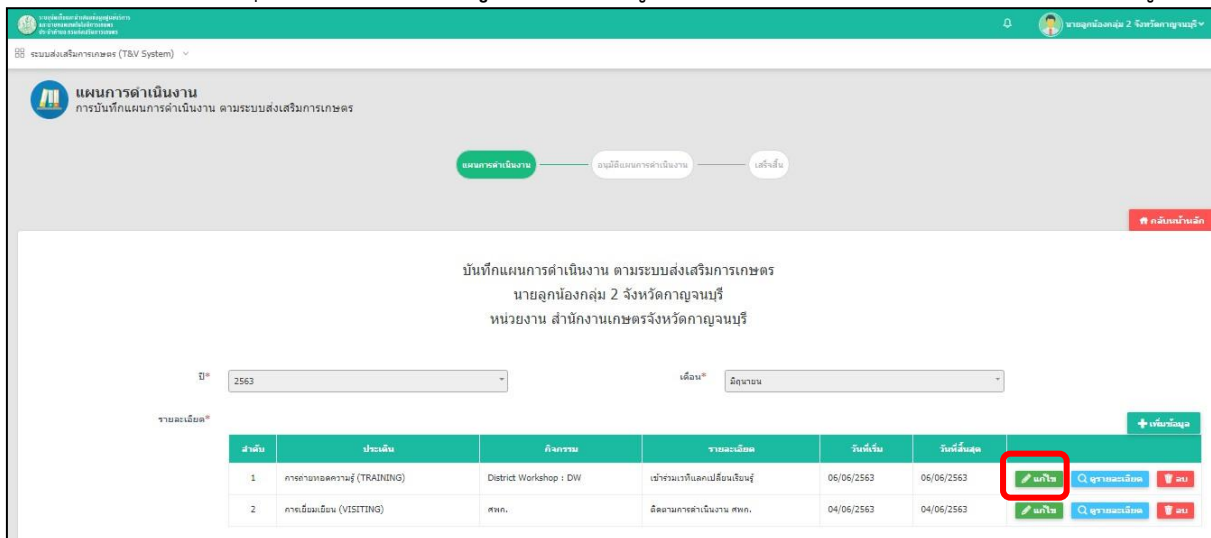 นายลูกน้องกลุ่ม 2 จังหวัดกาญจนบุรี
ระบบส่งเสริมการเกษตร (T&V System)
แผนการดำเนินงาน
การบันทึกแผนการดำเนินงาน ตามระบบส่งเสริมการเกษตร
แผนการดำเนินงาน อนุมัติแผนการดำเนินงาน เสร็จสิ้น
กลับหน้าหลัก
บันทึกแผนการดำเนินงาน ตามระบบส่งเสริมการเกษตร
นายลูกน้องกลุ่ม 2 จังหวัดกาญจนบุรี
หน่วยงาน สำนักงานเกษตรจังหวัดกาญจนบุรี
ปี* 2563 เดือน* มิถุนายน
รายละเอียด*
เพิ่มข้อมูล
ลำดับ ประเด็น กิจกรรม รายละเอียด วันที่เริ่ม วันที่สิ้นสุด
1 การถ่ายทอดความรู้ (TRAINING) District Workshop : DW เข้าร่วมเวทีแลกเปลี่ยนเรียนรู้ 06/06/2563 06/06/2563 แก้ไข ดูรายละเอียด ลบ
2 การเยี่ยมเยียน (VISITING) ศพก. ติดตามการดำเนินงาน ศพก. 04/06/2563 04/06/2563 แก้ไข ดูรายละเอียด ลบ